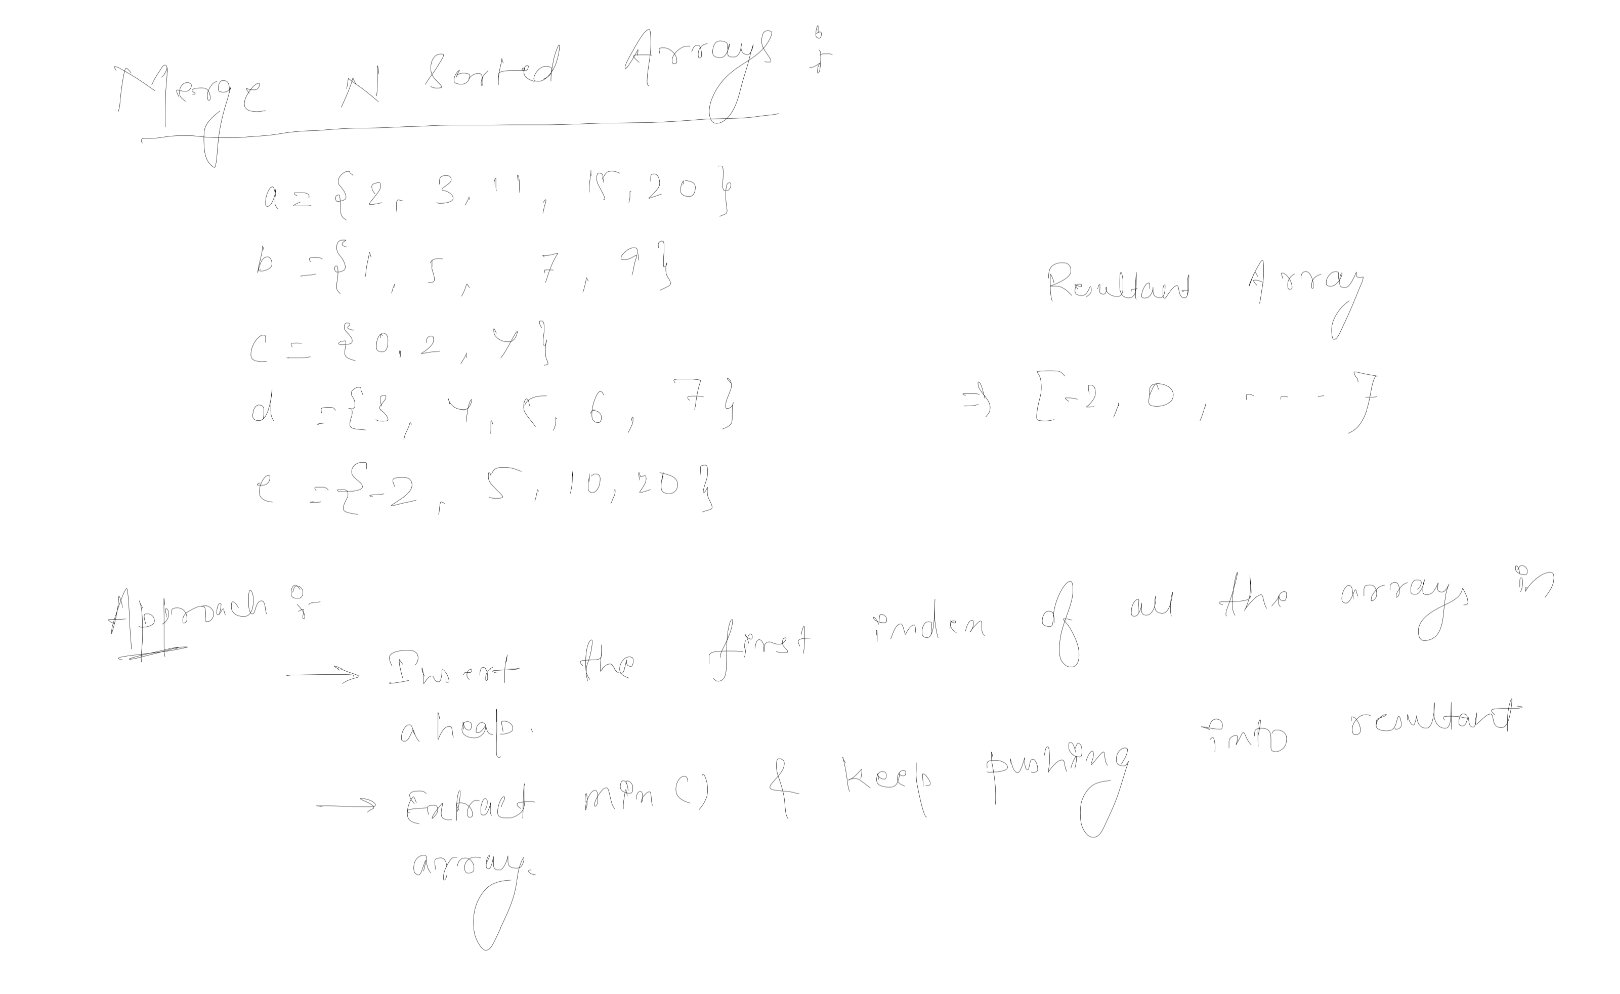 Merge N Sorted Arrays :-
a = { 2, 3, 11, 15, 20 }
b = { 1, 5, 7, 9 }
c = { 0, 2, 4 }
d = { 3, 4, 5, 6, 7 }
e = { -2, 5, 10, 20 }
Resultant Array
⇒ [ -2, 0, - - - - ]
Approach :-
→ Insert the first index of all the arrays in
a heap.
→ Extract min () & keep pushing into resultant
array.